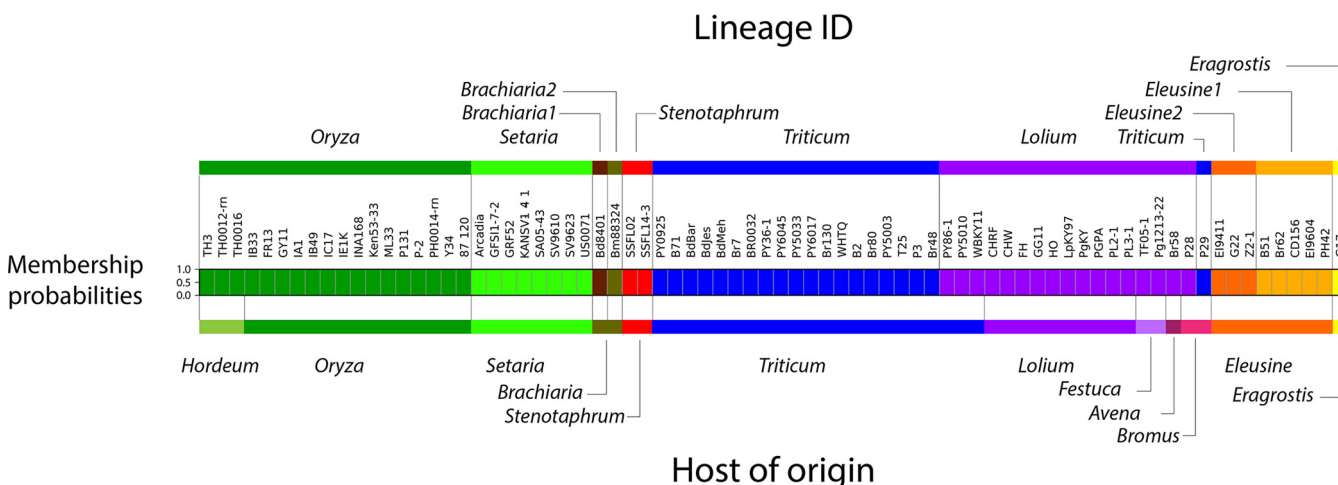 Lineage ID
Eragrostis
Brachiaria2
Eleusine1
Brachiaria1
Stenotaphrum
Eleusine2
Oryza
Setaria
Triticum
Lolium
Triticum
TH3
TH0012-rn
TH0016
IB33
FR13
GY11
IA1
IB49
IC17
IE1K
INA168
Ken53-33
ML33
P131
P-2
PH0014-rn
Y34
87 120
Arcadia
GFSI1-7-2
GRF52
KANSV1 4 1
SA05-43
SV9610
SV9623
US0071
Bd8401
Bm88324
SSFL02
SSFL14-3
PY0925
B71
BdBar
BdJes
BdMeh
Br7
BR0032
PY36-1
PY6045
PY5033
PY6017
Br130
WHTQ
B2
Br80
PY5003
T25
P3
Br48
PY86-1
PY5010
WBKY11
CHRF
CHW
FH
GG11
HO
LpKY97
PgKY
PGPA
PL2-1
PL3-1
TF05-1
Pg1213-22
Br58
P28
P29
EI9411
G22
Z2-1
B51
Br62
CD156
EI9604
PH42
Membership
probabilities
1.0
0.5
0.0
Hordeum
Oryza
Setaria
Triticum
Lolium
Eleusine
Brachiaria
Festuca
Eragrostis
Stenotaphrum
Avena
Bromus
Host of origin